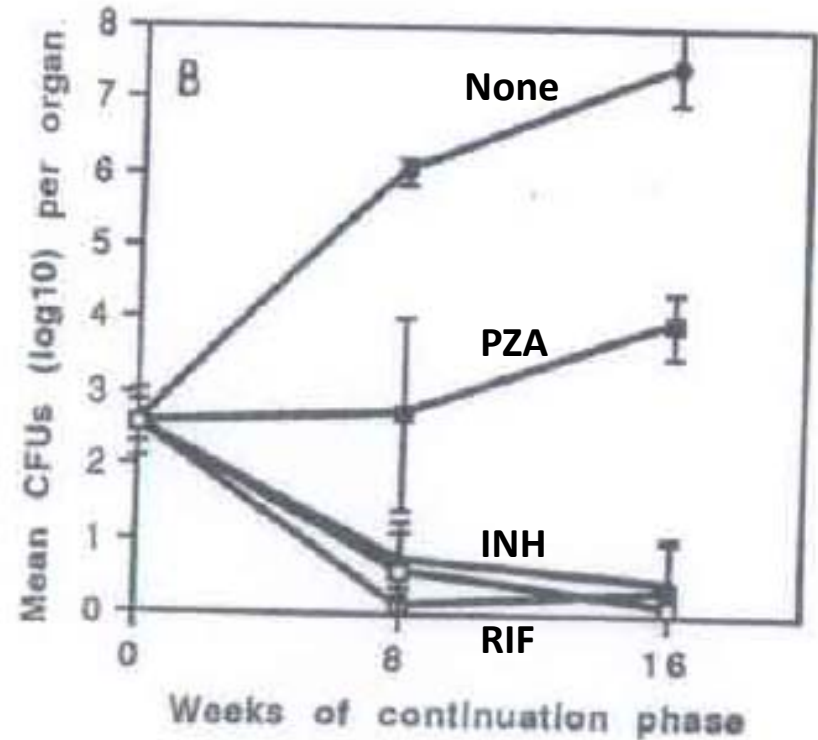 Mean CFUs (log10) per organ
8
7
6
5
4
3
2
1
0
B
None
PZA
INH
RIF
0
8
16
Weeks of continuation phase